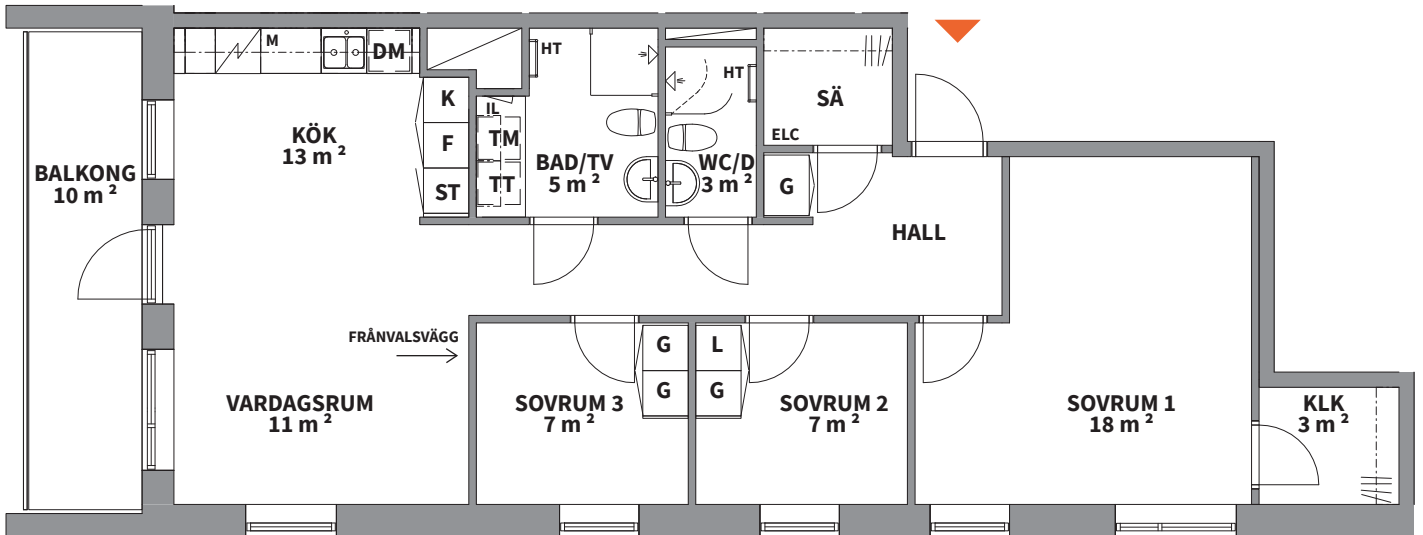 M
DM
HT
HT
K
IL
TM
SÄ
ELC
KÖK
13 m²
F
BAD/TV
5 m²
WC/D
3 m²
BALKONG
10 m²
ST
TT
G
HALL
FRÅNVALSVÄGG
G
L
G
G
VARDAGSRUM
11 m²
SOVRUM 3
7 m²
SOVRUM 2
7 m²
SOVRUM 1
18 m²
KLK
3 m²